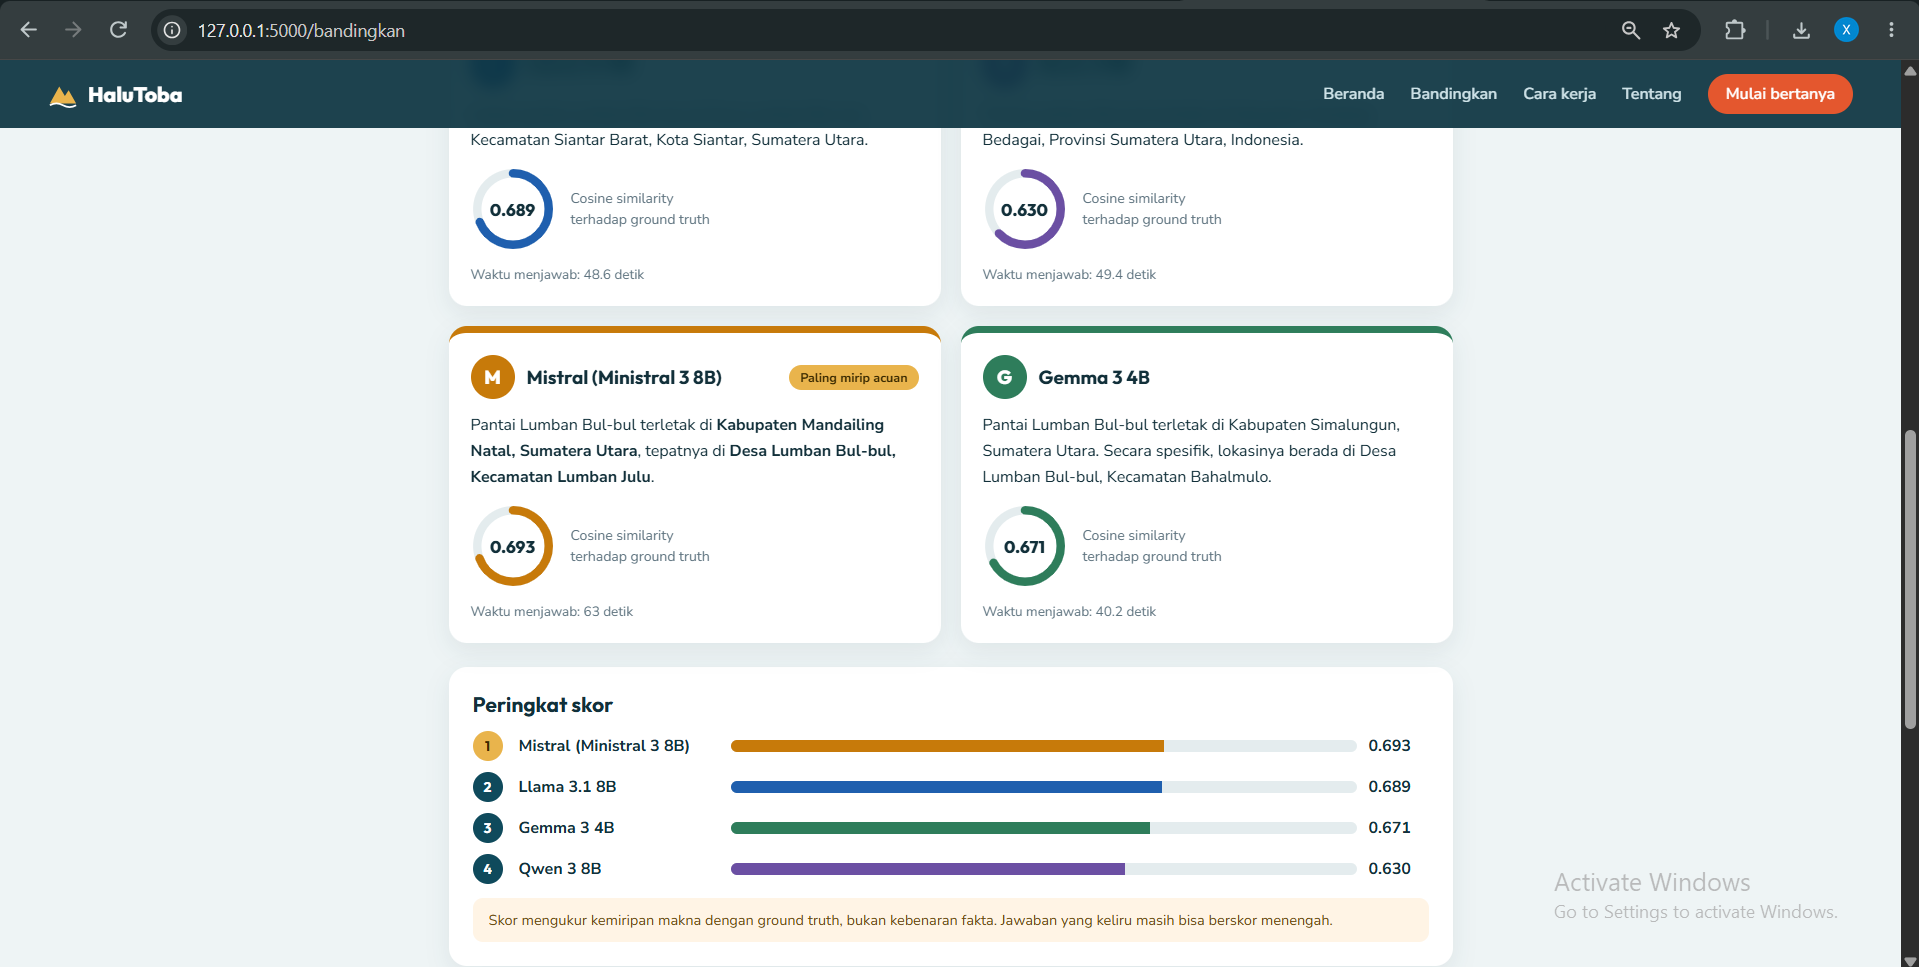 127.0.0.1:5000/bandingkan
X
HaluToba
Beranda
Bandingkan
Cara kerja
Tentang
Mulai bertanya
Kecamatan Siantar Barat, Kota Siantar, Sumatera Utara.
0.689
Cosine similarity
terhadap ground truth
Waktu menjawab: 48.6 detik
Bedagai, Provinsi Sumatera Utara, Indonesia.
0.630
Cosine similarity
terhadap ground truth
Waktu menjawab: 49.4 detik
M
Mistral (Ministral 3 8B)
Paling mirip acuan
Pantai Lumban Bul-bul terletak di Kabupaten Mandailing
Natal, Sumatera Utara, tepatnya di Desa Lumban Bul-bul,
Kecamatan Lumban Julu.
0.693
Cosine similarity
terhadap ground truth
Waktu menjawab: 63 detik
G
Gemma 3 4B
Pantai Lumban Bul-bul terletak di Kabupaten Simalungun,
Sumatera Utara. Secara spesifik, lokasinya berada di Desa
Lumban Bul-bul, Kecamatan Bahalmulo.
0.671
Cosine similarity
terhadap ground truth
Waktu menjawab: 40.2 detik
Peringkat skor
1 Mistral (Ministral 3 8B) 0.693
2 Llama 3.1 8B 0.689
3 Gemma 3 4B 0.671
4 Qwen 3 8B 0.630
Skor mengukur kemiripan makna dengan ground truth, bukan kebenaran fakta. Jawaban yang keliru masih bisa berskor menengah.
Activate Windows
Go to Settings to activate Windows.